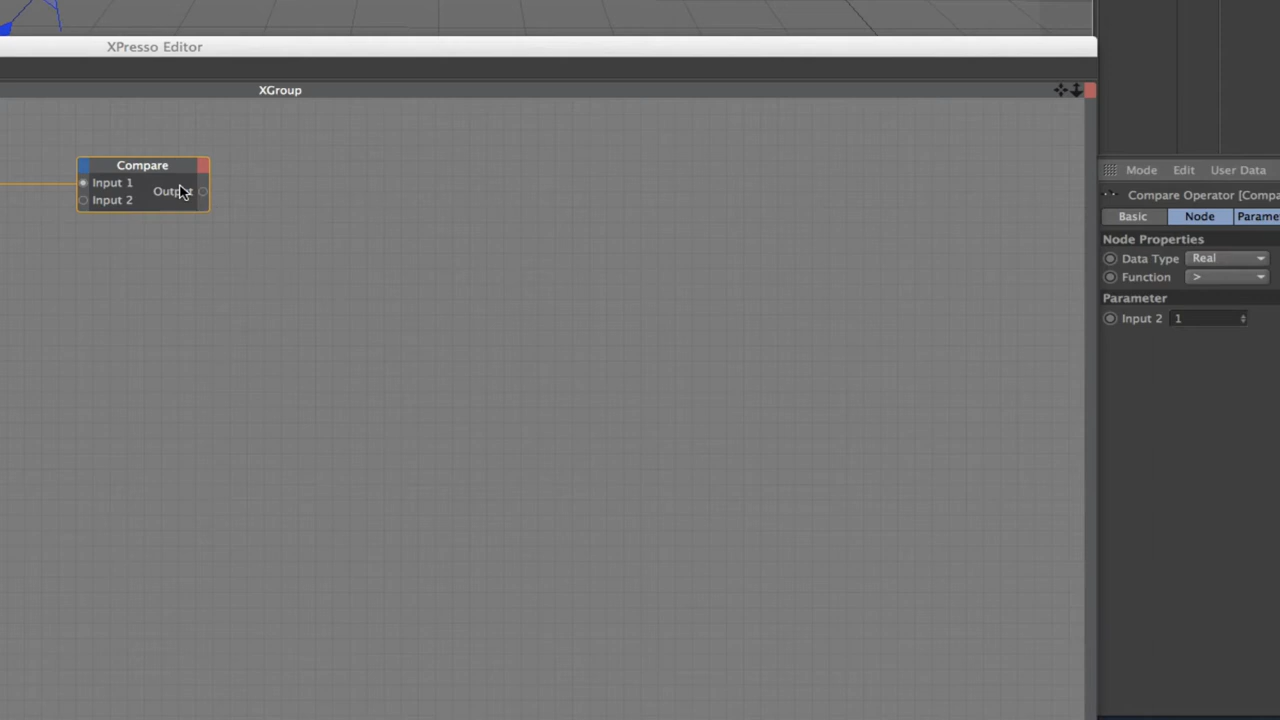 XPresso Editor
XGroup
Compare
Input 1
Output
Input 2
Mode Edit User Data
Compare Operator [Compa
Basic Node Parame
Node Properties
Data Type Real
Function >
Parameter
Input 2 1